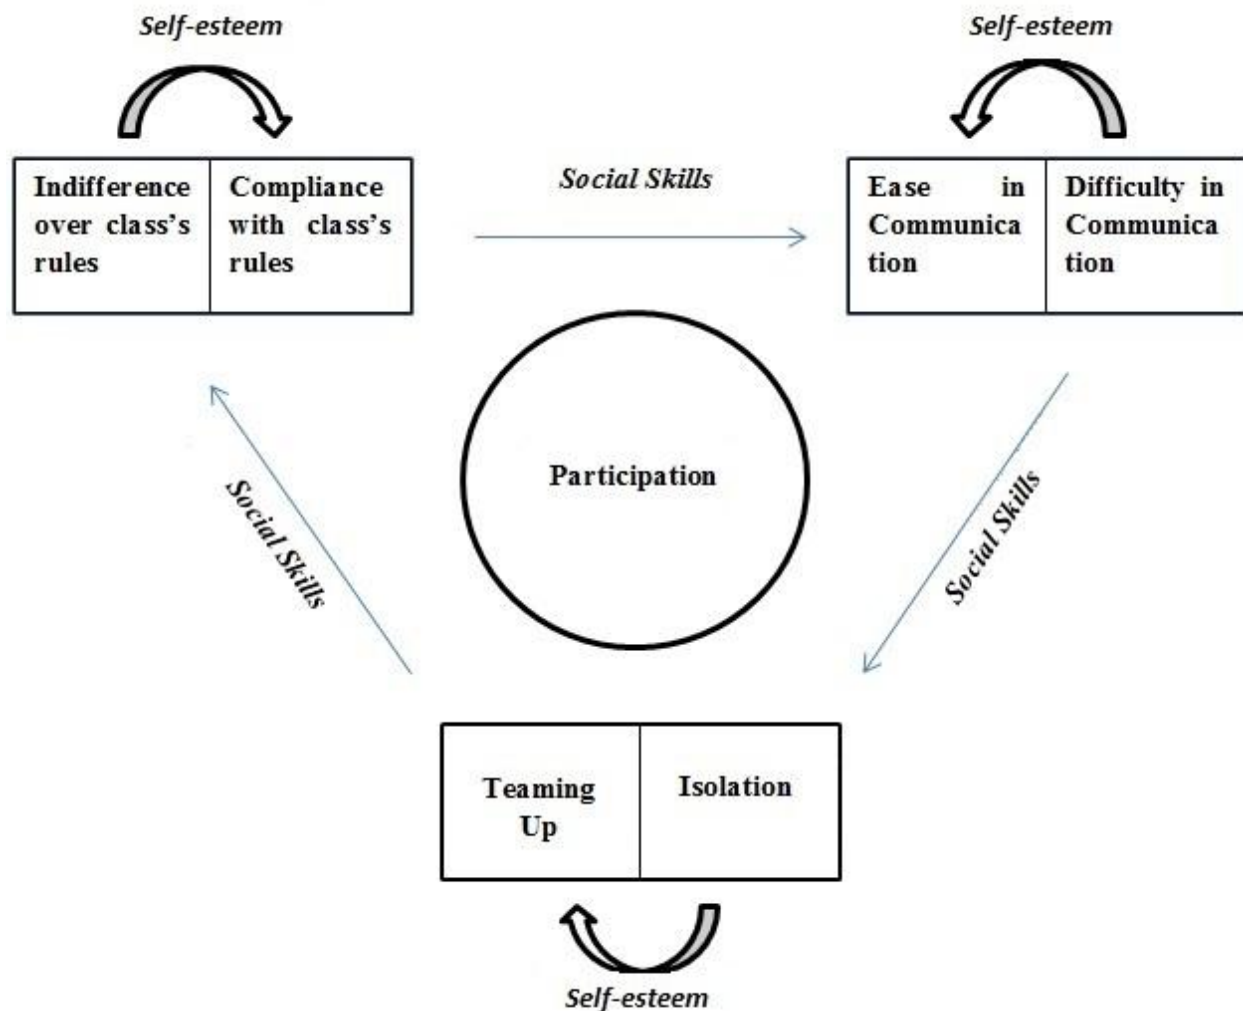 Self-esteem
Self-esteem
Indifference
over class's
rules
Compliance
with class's
rules
Social Skills
Ease in
Communica
tion
Difficulty in
Communica
tion
Participation
Social Skills
Social Skills
Teaming
Up
Isolation
Self-esteem